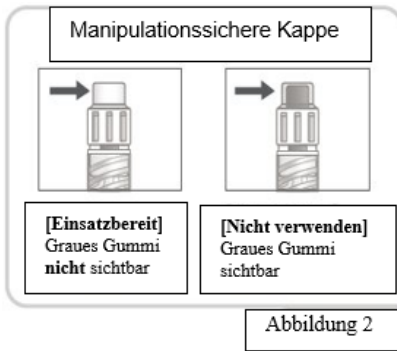 Manipulationssichere Kappe
[Einsatzbereit]
Graues Gummi
nicht sichtbar
[Nicht verwenden]
Graues Gummi
sichtbar
Abbildung 2